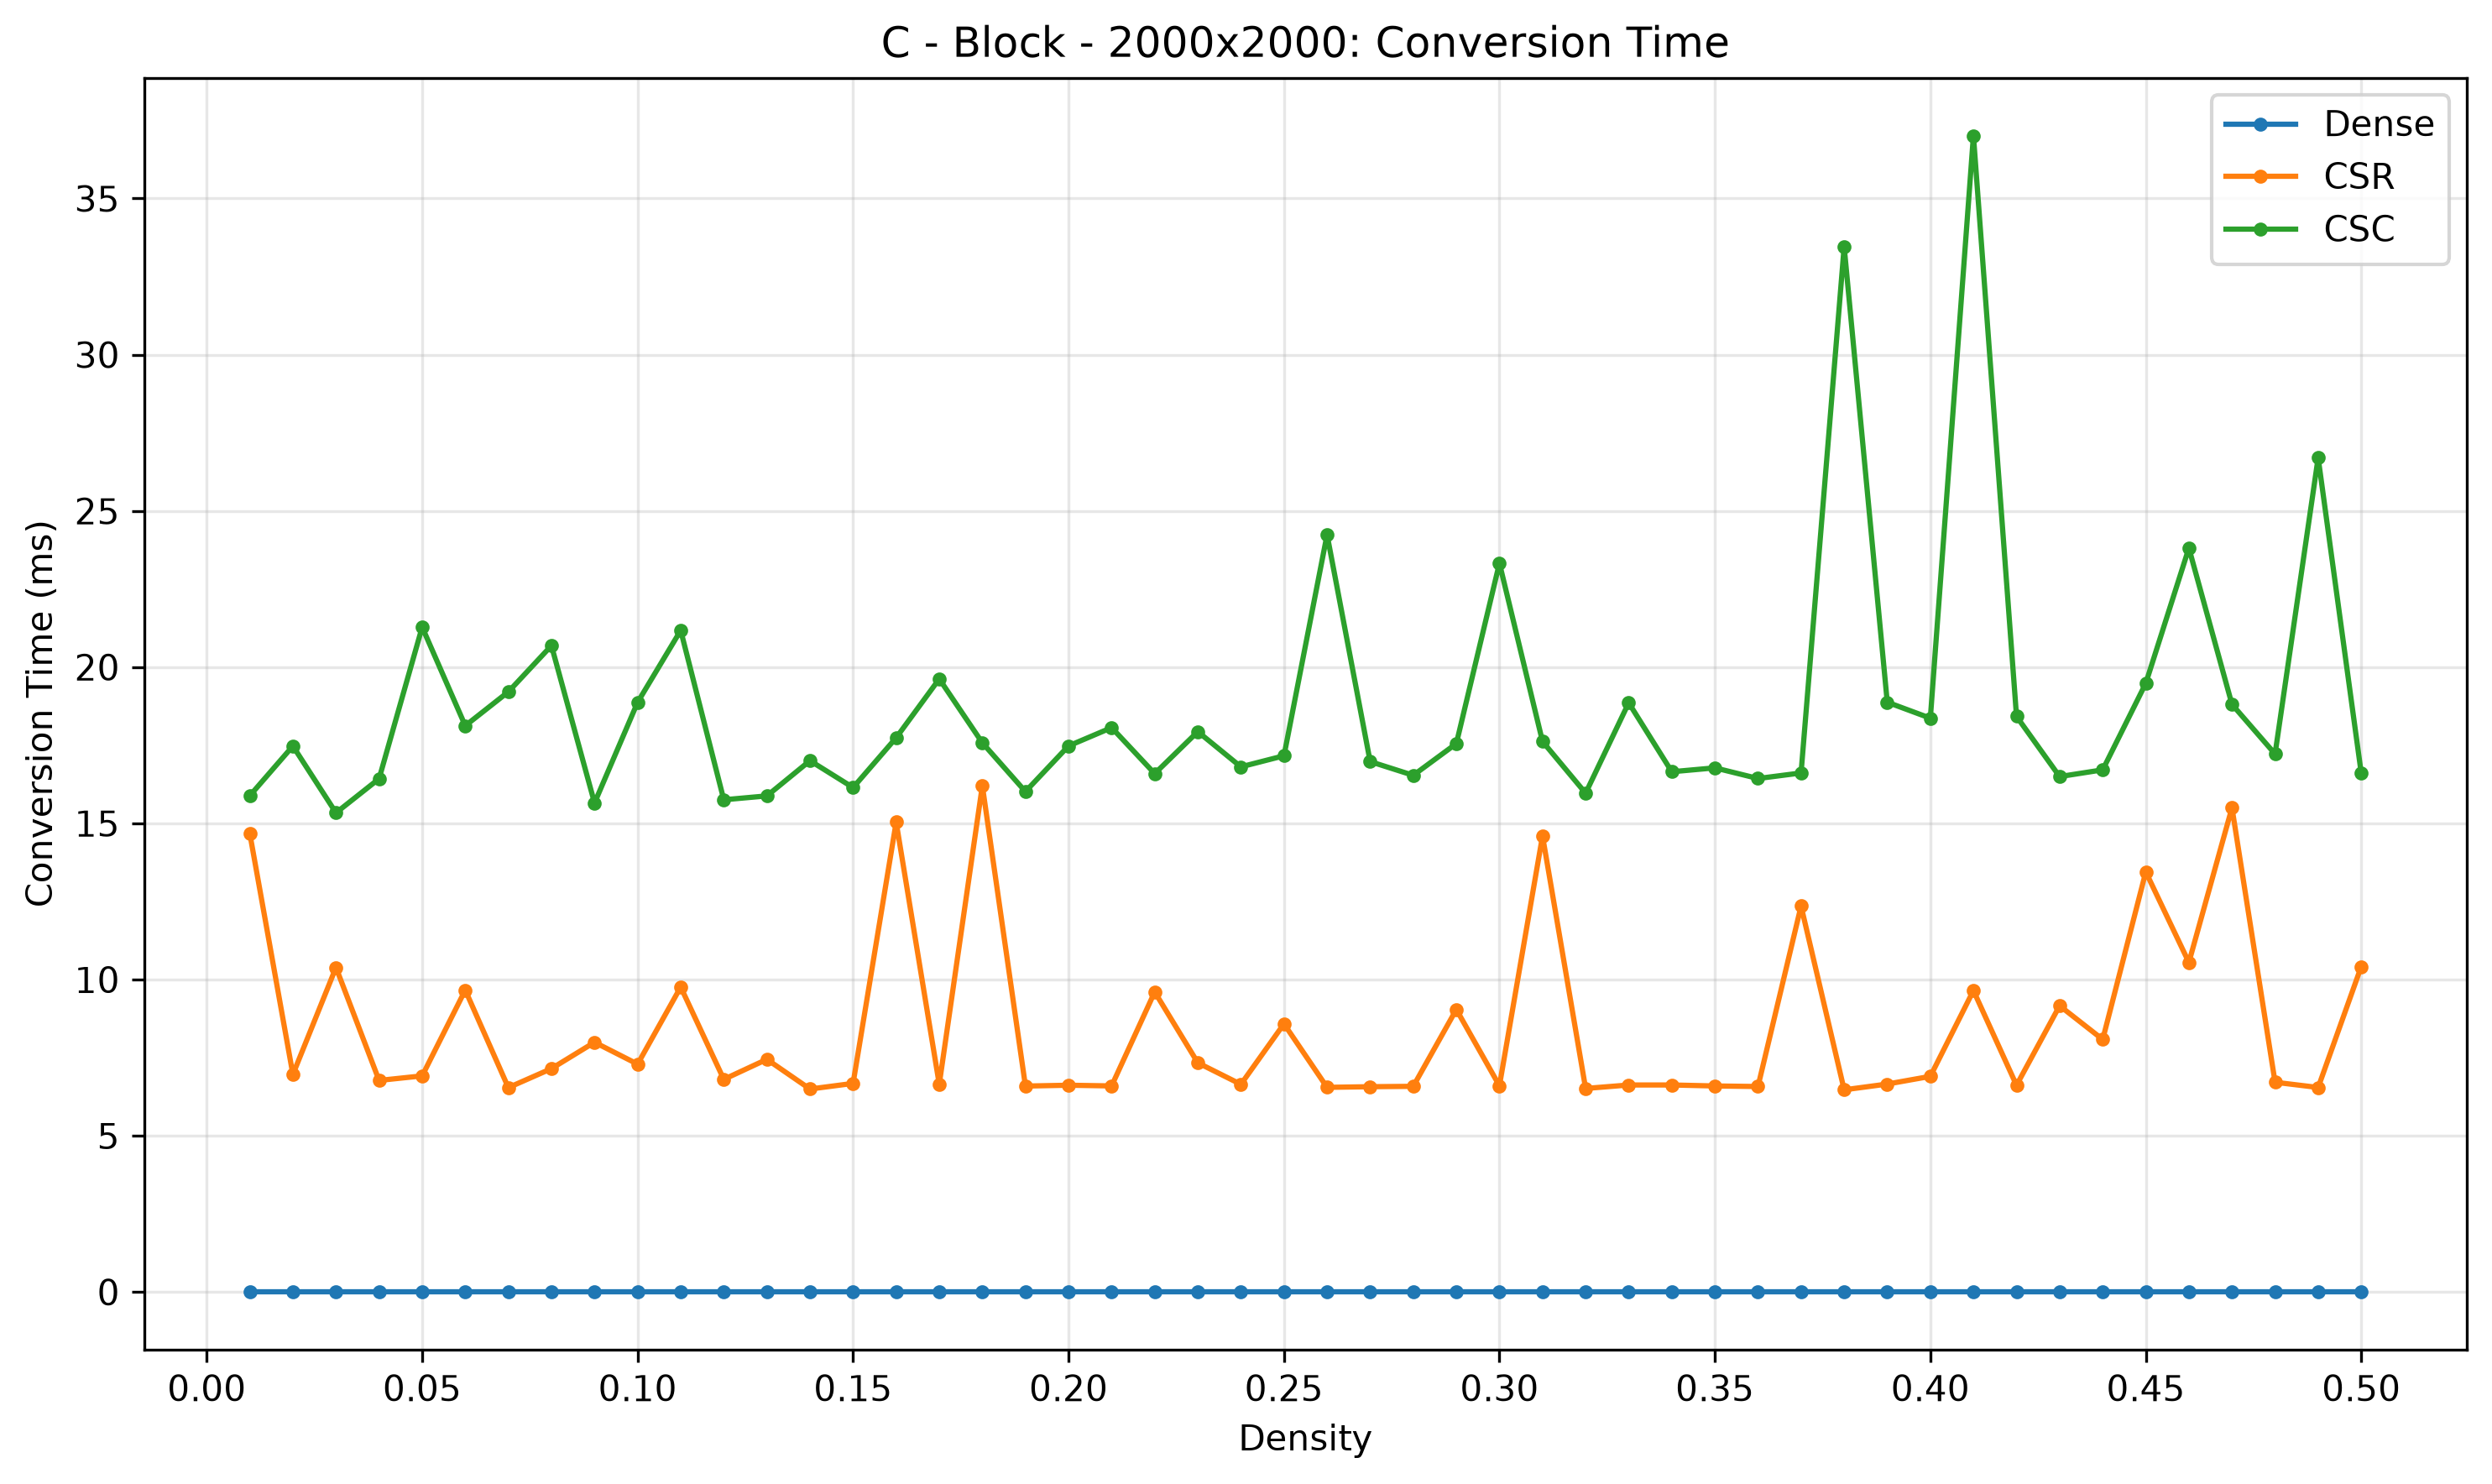 C - Block - 2000x2000: Conversion Time
Dense
CSR
CSC
Conversion Time (ms)
35
30
25
20
15
10
5
0
0.00 0.05 0.10 0.15 0.20 0.25 0.30 0.35 0.40 0.45 0.50
Density